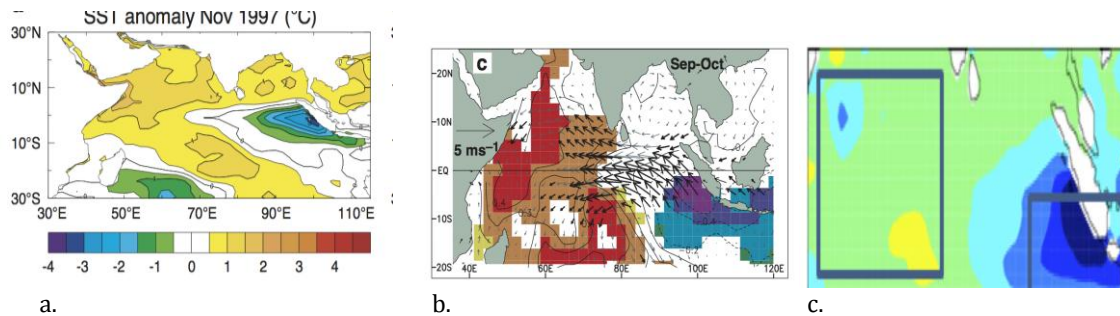 SST anomaly Nov 1997 (°C)
30°N
10°N
10°S
30°S
30°E 50°E 70°E 90°E 110°E
-4 -3 -2 -1 0 1 2 3 4
a.
c
Sep-Oct
20N
10N
5 ms⁻¹
EQ
10S
20S
40E 60E 80E 100E 120E
b.
c.